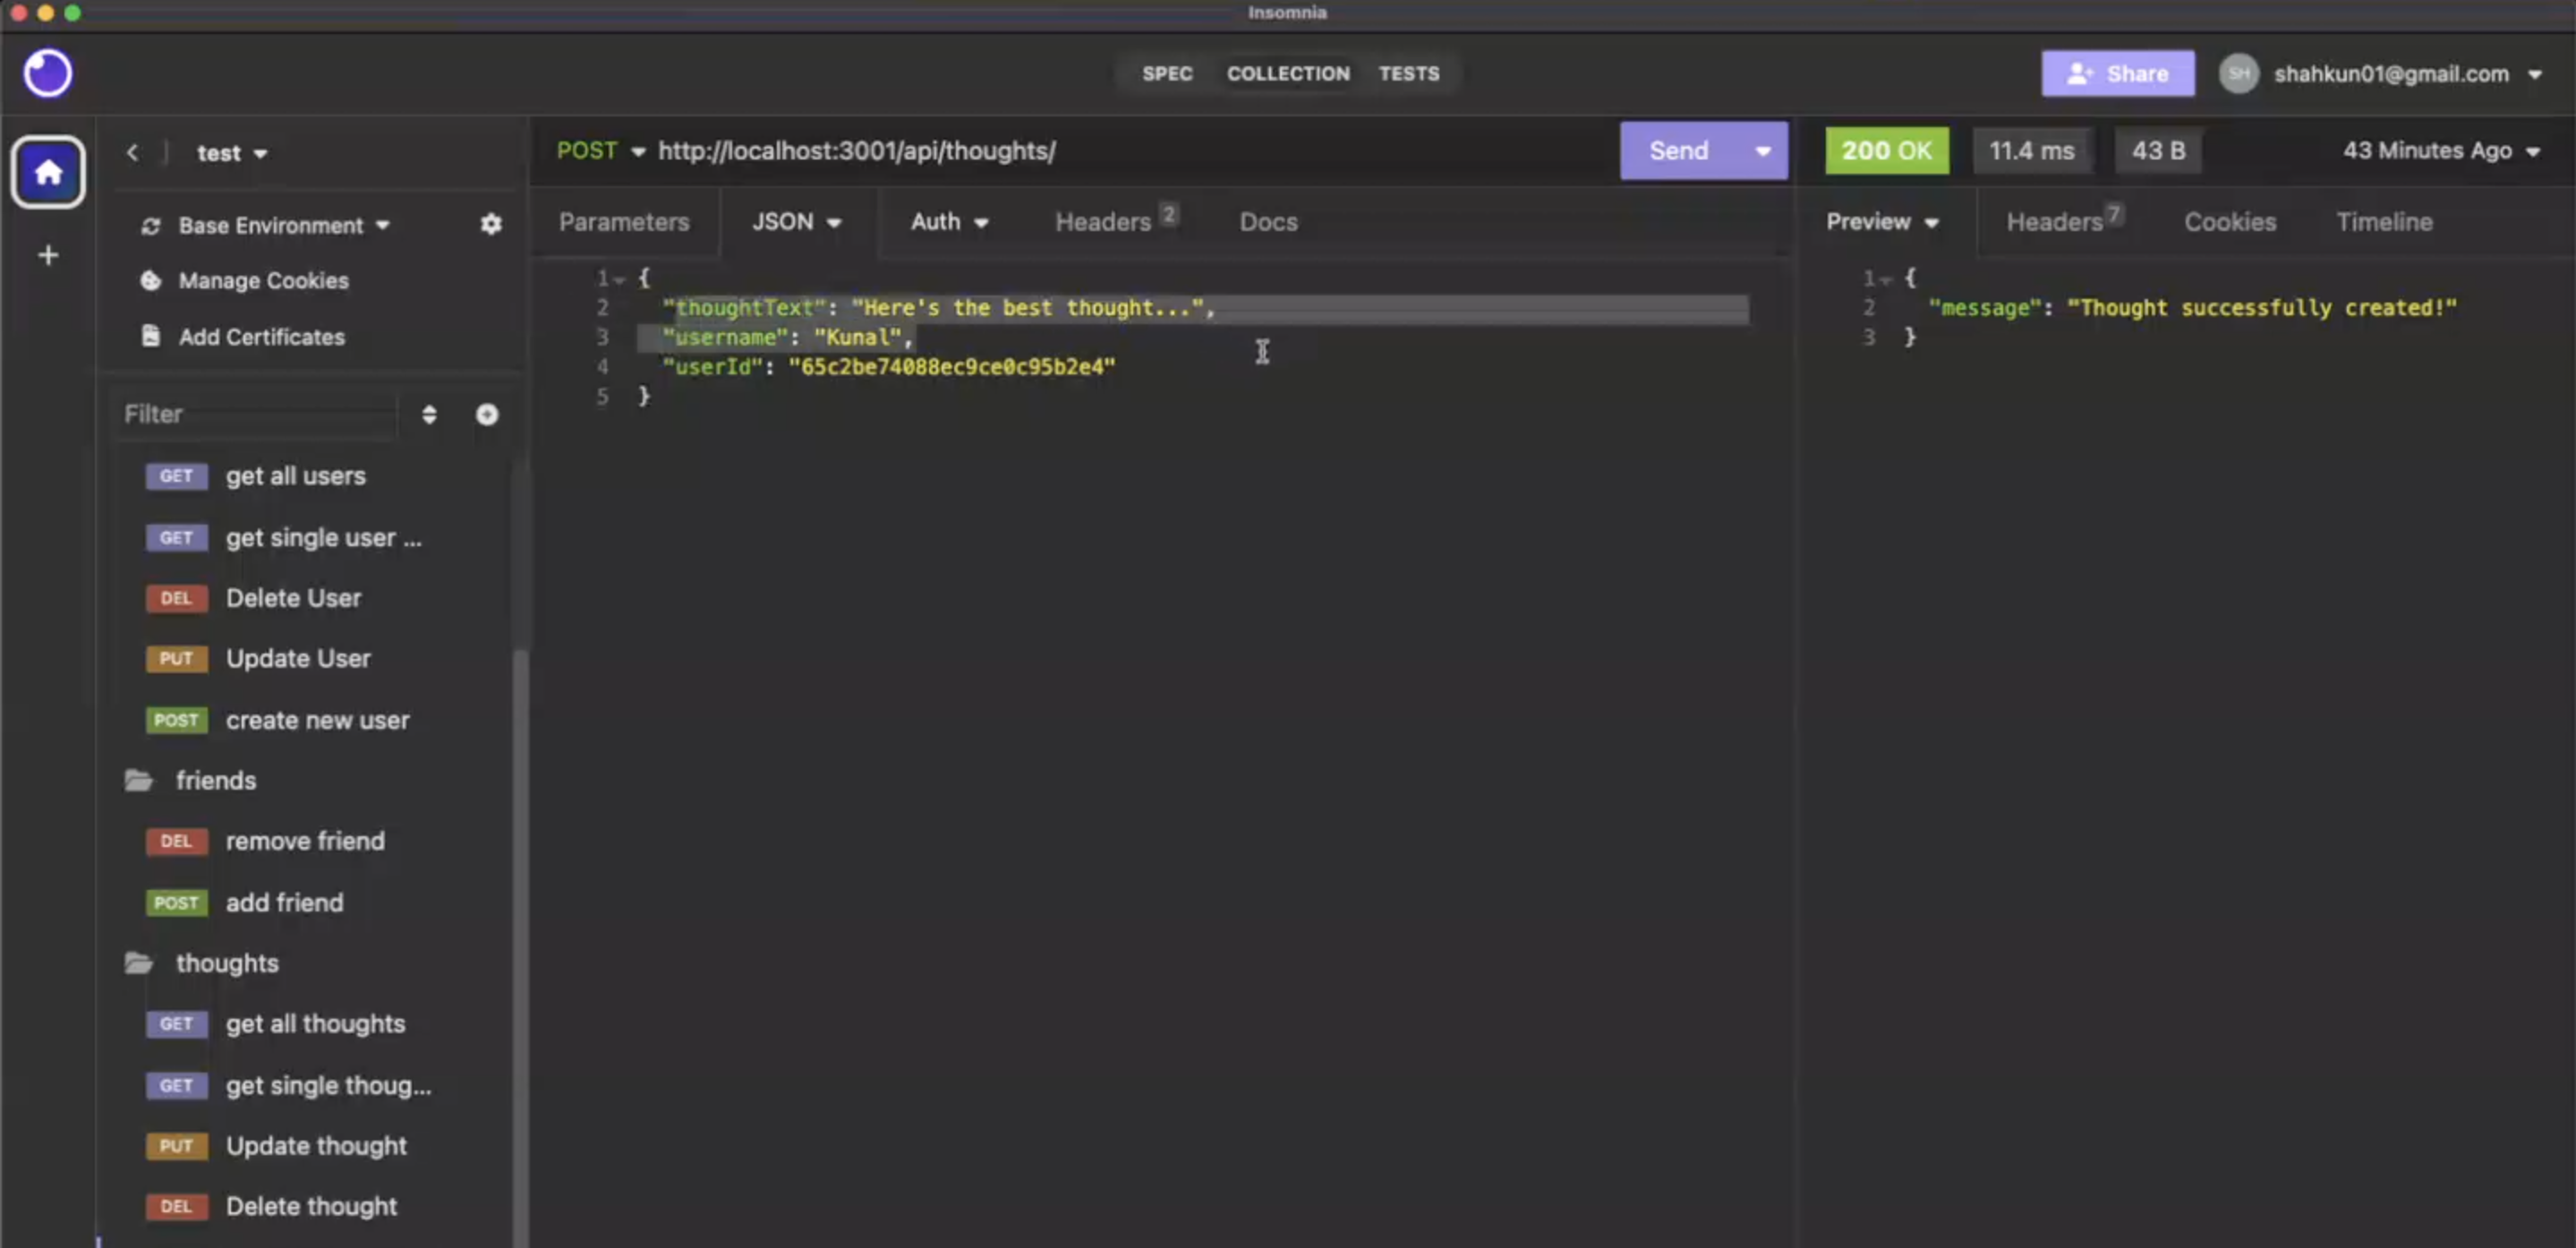 Insomnia
SPEC COLLECTION TESTS
Share
SH
shahkun01@gmail.com
test
Base Environment
Manage Cookies
Add Certificates
Filter
GET get all users
GET get single user ...
DEL Delete User
PUT Update User
POST create new user
friends
DEL remove friend
POST add friend
thoughts
GET get all thoughts
GET get single thoug...
PUT Update thought
DEL Delete thought
POST http://localhost:3001/api/thoughts/
Send
Parameters JSON Auth Headers 2 Docs
1 {
2 "thoughtText": "Here's the best thought...",
3 "username": "Kunal",
4 "userId": "65c2be74088ec9ce0c95b2e4"
5 }
200 OK 11.4 ms 43 B 43 Minutes Ago
Preview Headers 7 Cookies Timeline
1 {
2 "message": "Thought successfully created!"
3 }